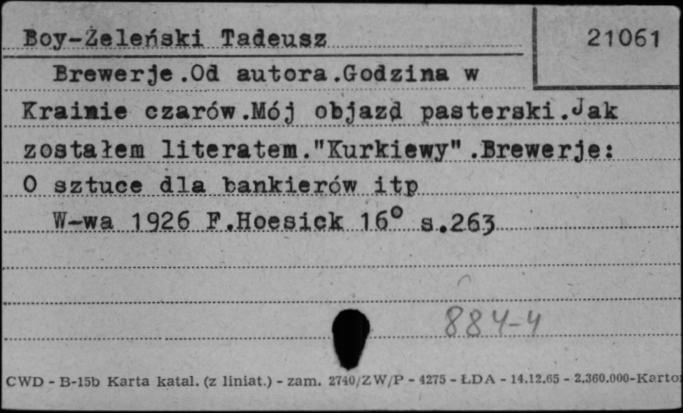 Boy-Żeleński Tadeusz
21061
Brewerje.Od autora.Godzina w
Krainie czarów.Mój objazd pasterski.Jak
zostałem literatem."Kurkiewy".Brewerje:
O sztuce dla bankierów itp
W-wa 1926 F.Hoesick 16° s.263
884-4
CWD - B-15b Karta katal. (z liniat.) - zam. 2740/ZW/P - 4275 - ŁDA - 14.12.65 - 2.360.000-Karto